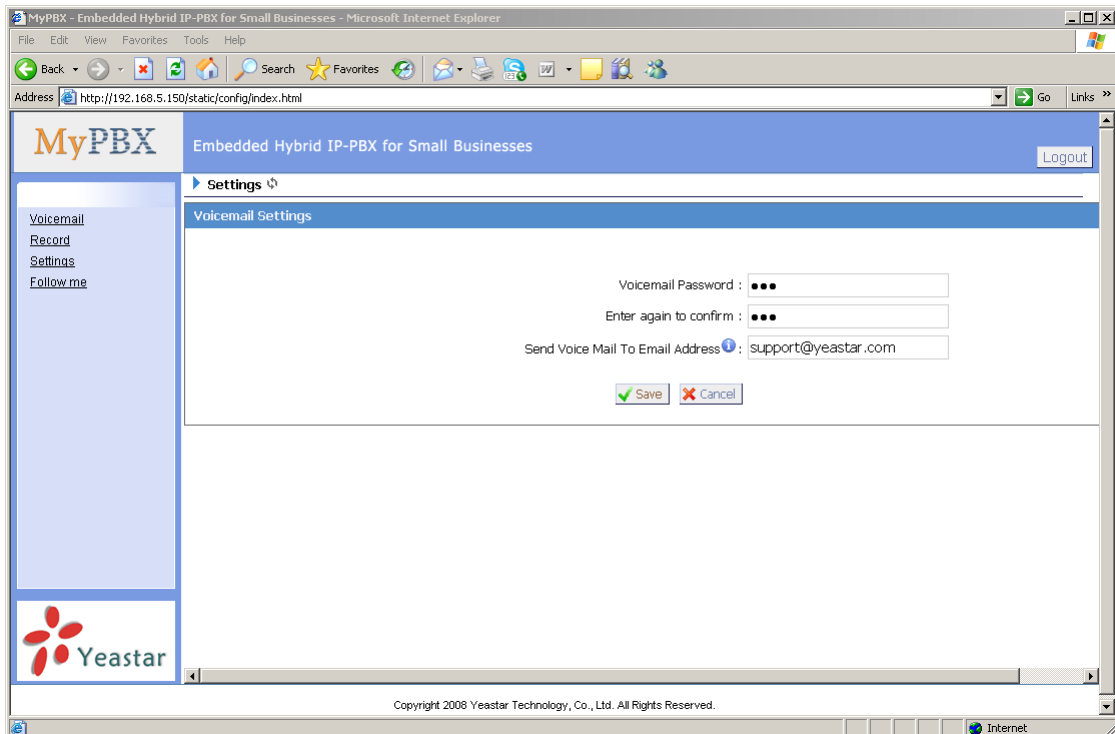 MyPBX - Embedded Hybrid IP-PBX for Small Businesses - Microsoft Internet Explorer
File Edit View Favorites Tools Help
Back Search Favorites
Address http://192.168.5.150/static/config/index.html Go Links »
MyPBX
Embedded Hybrid IP-PBX for Small Businesses
Logout
Settings
Voicemail
Record
Settings
Follow me
Voicemail Settings
Voicemail Password : ●●●
Enter again to confirm : ●●●
Send Voice Mail To Email Address : support@yeastar.com
Save Cancel
Yeastar
Copyright 2008 Yeastar Technology, Co., Ltd. All Rights Reserved.
Internet